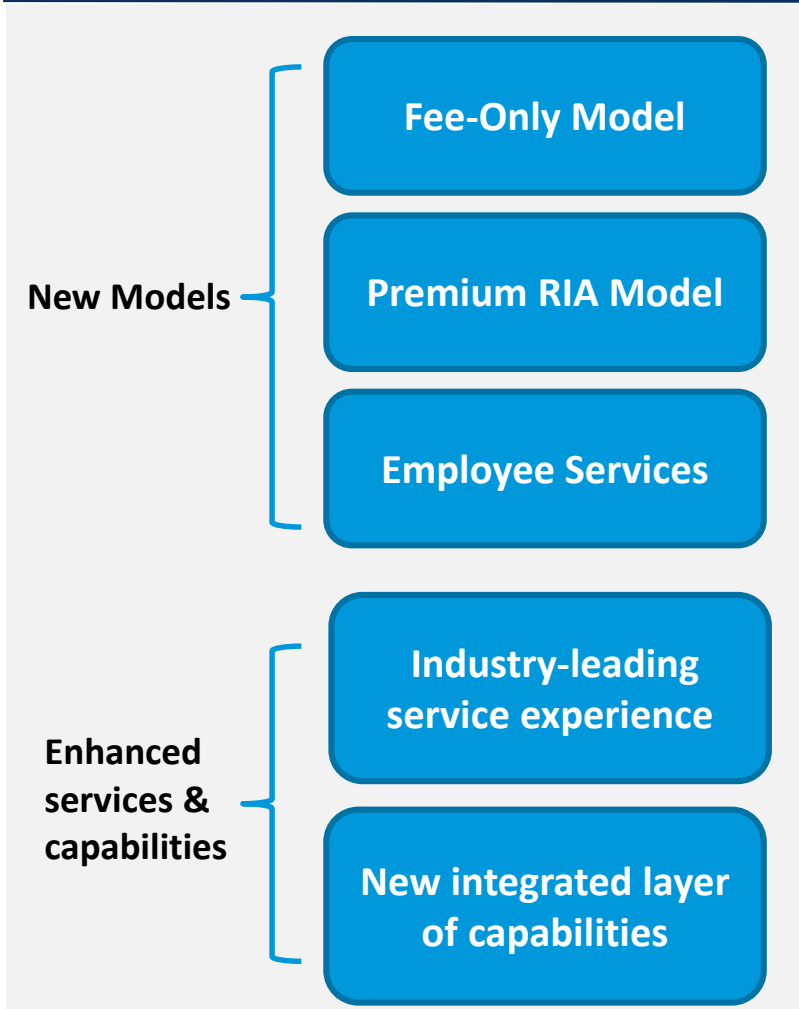 New Models
Fee-Only Model
Premium RIA Model
Employee Services
Enhanced
services &
capabilities
Industry-leading
service experience
New integrated layer
of capabilities